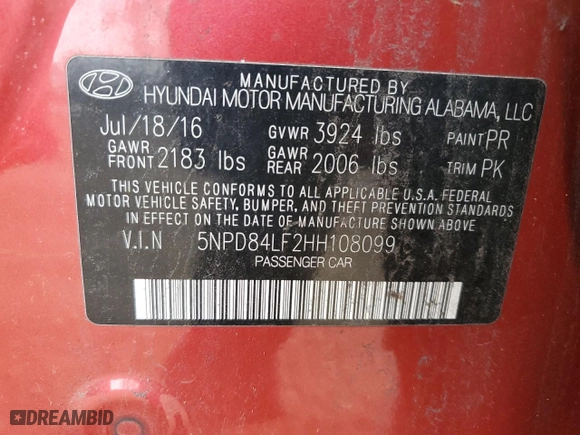 MANUFACTURED BY
HYUNDAI MOTOR MANUFACTURING ALABAMA, LLC
Jul/18/16 GVWR 3924 lbs PAINT PR
GAWR FRONT 2183 lbs GAWR REAR 2006 lbs TRIM PK
THIS VEHICLE CONFORMS TO ALL APPLICABLE U.S.A. FEDERAL
MOTOR VEHICLE SAFETY, BUMPER, AND THEFT PREVENTION STANDARDS
IN EFFECT ON THE DATE OF MANUFACTURE SHOWN ABOVE
V.I.N 5NPD84LF2HH108099
PASSENGER CAR
DREAMBID